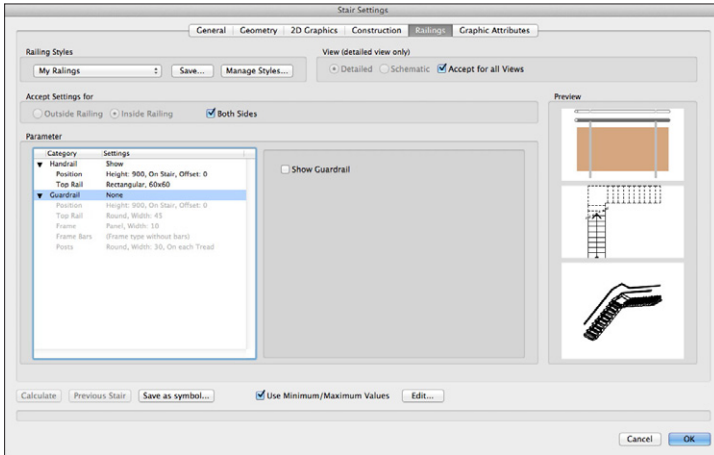 Stair Settings
General Geometry 2D Graphics Construction Railings Graphic Attributes
Railing Styles
My Ralings Save... Manage Styles...
View (detailed view only)
Detailed Schematic Accept for all Views
Accept Settings for
Outside Railing Inside Railing Both Sides
Parameter
Category Settings
Handrail Show
Position Height: 900, On Stair, Offset: 0
Top Rail Rectangular, 60x60
Guardrail None
Position Height: 900, On Stair, Offset: 0
Top Rail Round, Width: 45
Frame Panel, Width: 10
Frame Bars (Frame type without bars)
Posts Round, Width: 30, On each Tread
Show Guardrail
Preview
Calculate Previous Stair Save as symbol... Use Minimum/Maximum Values Edit...
Cancel OK